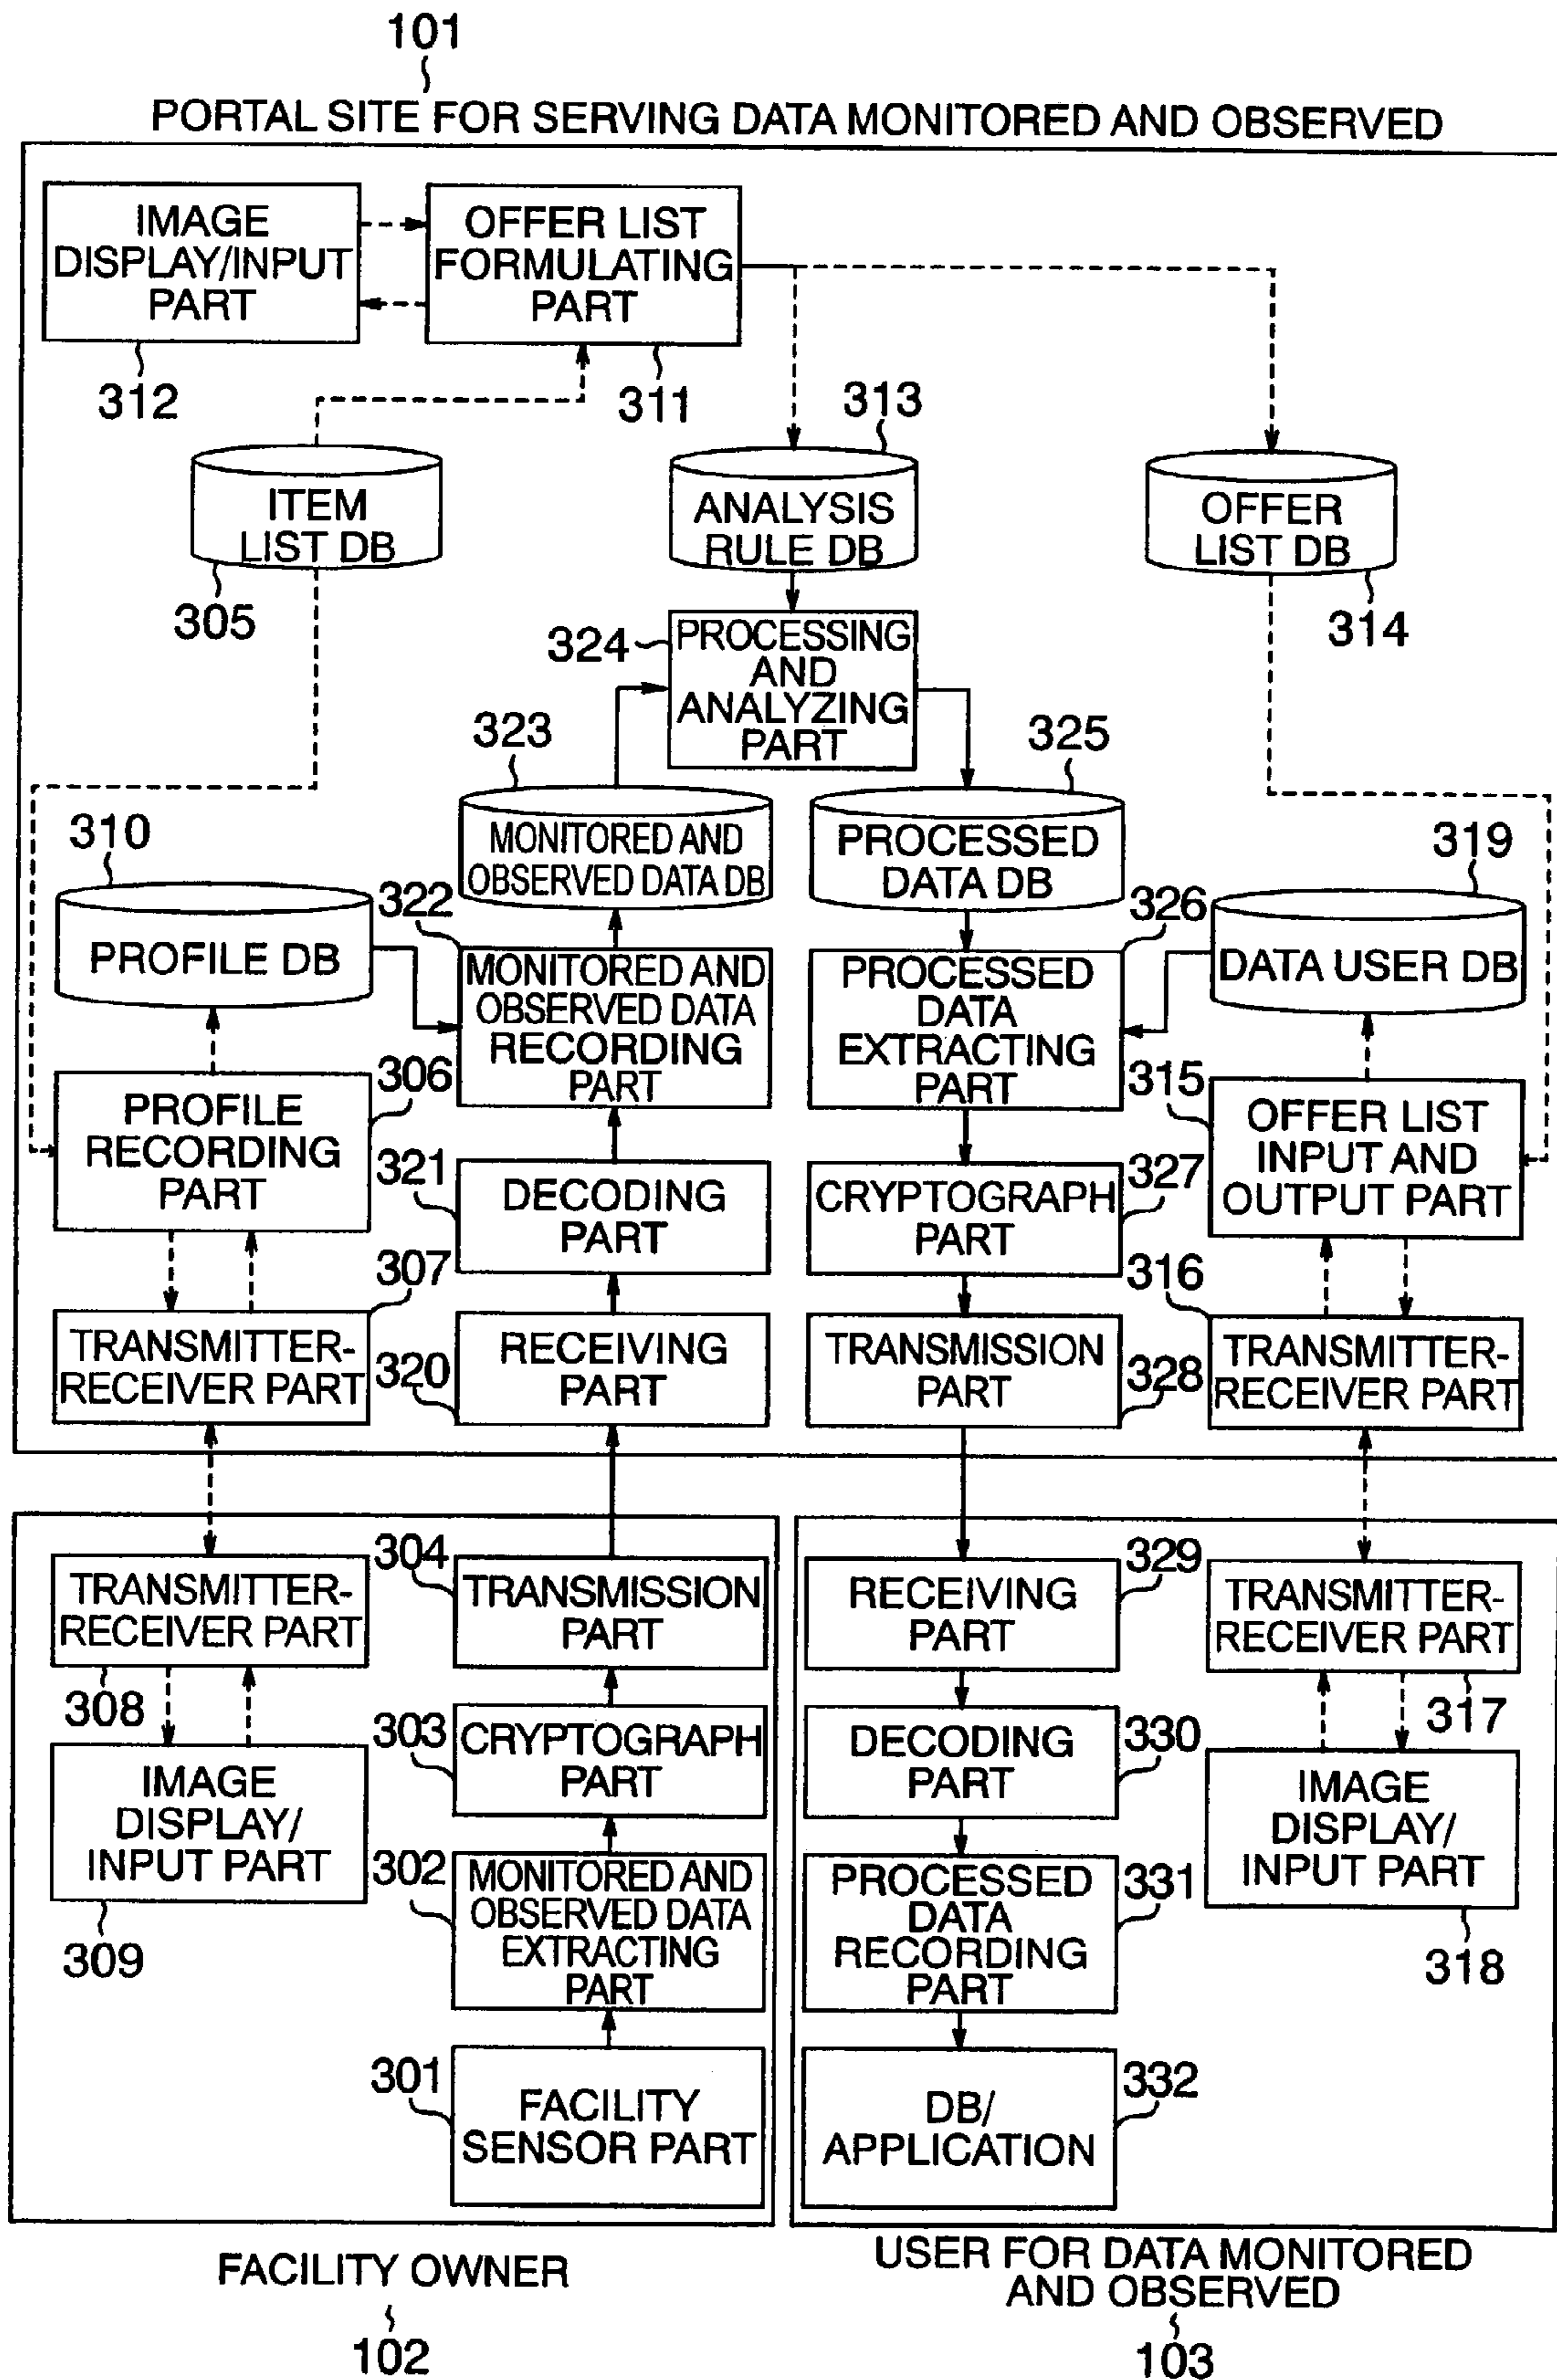 101
PORTAL SITE FOR SERVING DATA MONITORED AND OBSERVED
IMAGE
DISPLAY/INPUT
PART
312
OFFER LIST
FORMULATING
PART
311
ITEM
LIST DB
305
313
ANALYSIS
RULE DB
OFFER
LIST DB
314
324
PROCESSING
AND
ANALYZING
PART
323
MONITORED AND
OBSERVED DATA DB
325
PROCESSED
DATA DB
310
PROFILE DB
322
MONITORED AND
OBSERVED DATA
RECORDING
PART
326
PROCESSED
DATA
EXTRACTING
PART
319
DATA USER DB
306
PROFILE
RECORDING
PART
321
DECODING
PART
327
CRYPTOGRAPH
PART
315
OFFER LIST
INPUT AND
OUTPUT PART
307
TRANSMITTER-
RECEIVER PART
320
RECEIVING
PART
TRANSMISSION
PART
328
316
TRANSMITTER-
RECEIVER PART
TRANSMITTER-
RECEIVER PART
308
304
TRANSMISSION
PART
RECEIVING
PART
329
TRANSMITTER-
RECEIVER PART
317
IMAGE
DISPLAY/
INPUT PART
309
303
CRYPTOGRAPH
PART
DECODING
PART
330
IMAGE
DISPLAY/
INPUT PART
318
302
MONITORED AND
OBSERVED DATA
EXTRACTING
PART
PROCESSED
DATA
RECORDING
PART
331
301
FACILITY
SENSOR PART
DB/
APPLICATION
332
FACILITY OWNER
102
USER FOR DATA MONITORED
AND OBSERVED
103